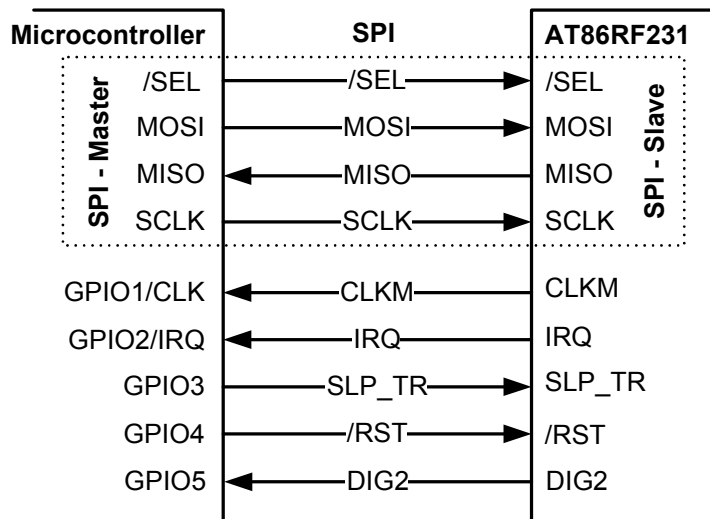 Microcontroller SPI AT86RF231
/SEL /SEL /SEL
MOSI MOSI MOSI
MISO MISO MISO
SCLK SCLK SCLK
SPI - Master
SPI - Slave
GPIO1/CLK CLKM CLKM
GPIO2/IRQ IRQ IRQ
GPIO3 SLP_TR SLP_TR
GPIO4 /RST /RST
GPIO5 DIG2 DIG2